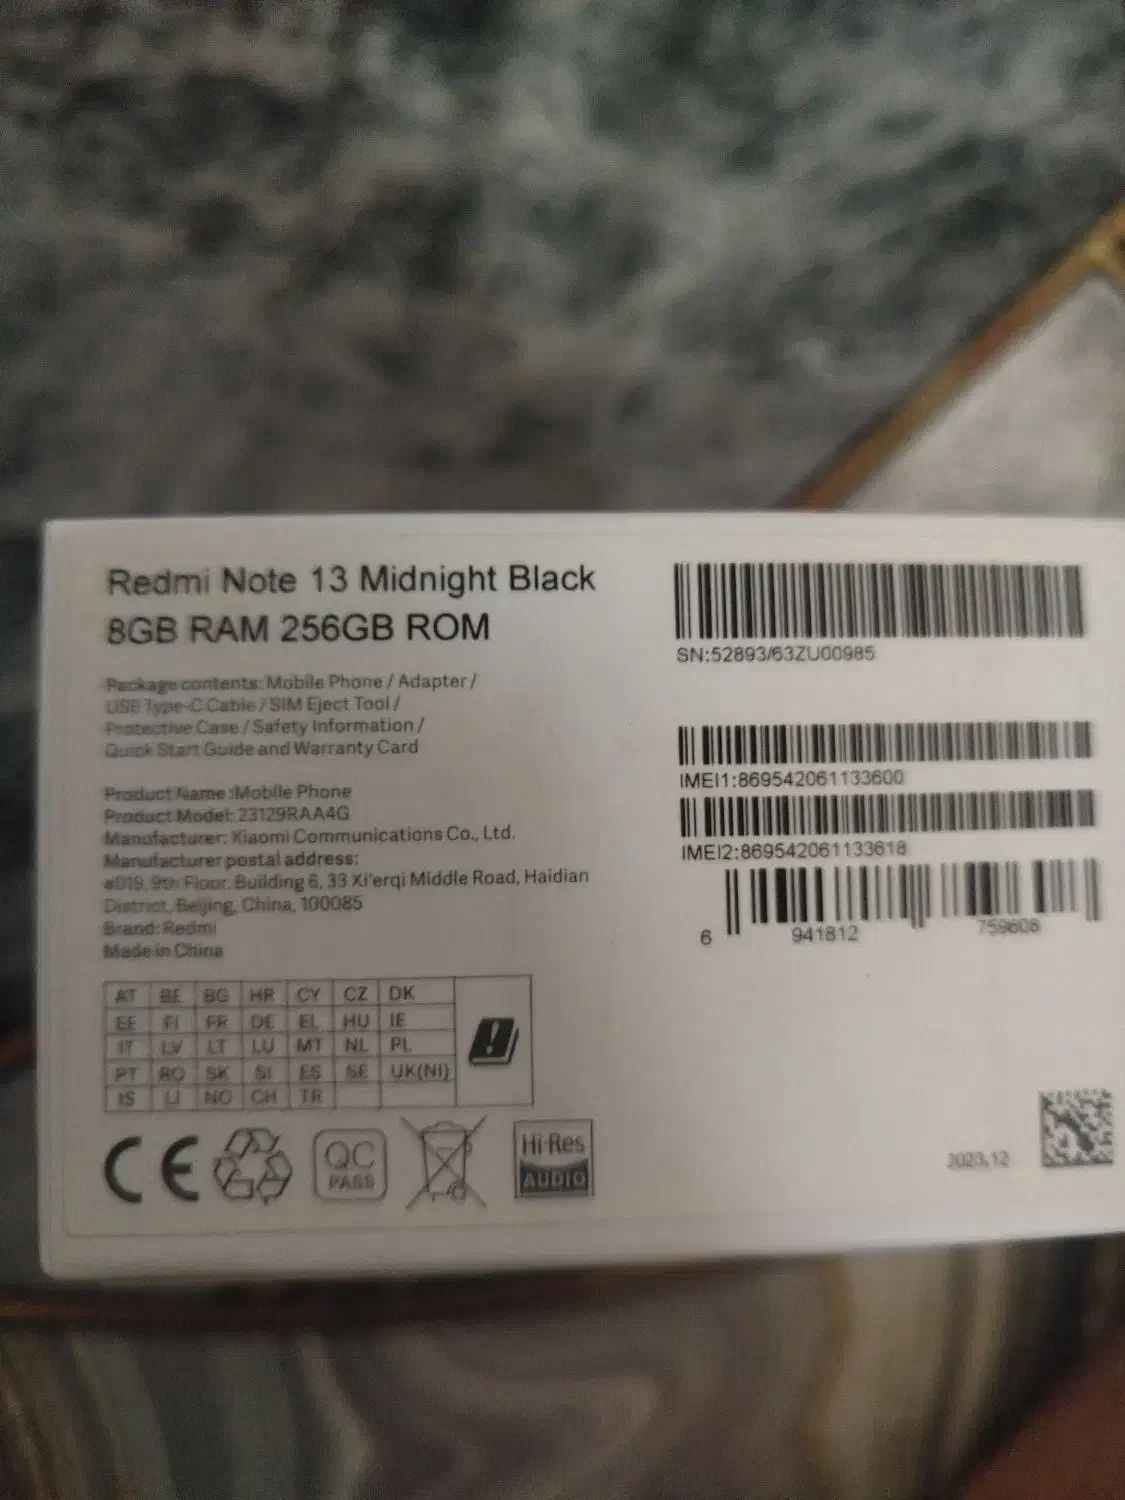 Redmi Note 13 Midnight Black
8GB RAM 256GB ROM
Package contents: Mobile Phone / Adapter /
USB Type-C Cable / SIM Eject Tool /
Protective Case / Safety Information /
Quick Start Guide and Warranty Card
Product Name :Mobile Phone
Product Model: 23129RAA4G
Manufacturer: Xiaomi Communications Co., Ltd.
Manufacturer postal address:
#019, 9th Floor, Building 6, 33 Xi'erqi Middle Road, Haidian
District, Beijing, China, 100085
Brand: Redmi
Made in China
AT BE BG HR CY CZ DK
EE FI FR DE EL HU IE
IT LV LT LU MT NL PL
PT RO SK SI ES SE UK(NI)
IS LI NO CH TR
CE
QC
PASS
Hi-Res
AUDIO
SN:52893/63ZU00985
IMEI1:869542061133600
IMEI2:869542061133618
6 941812 759608
2023.12